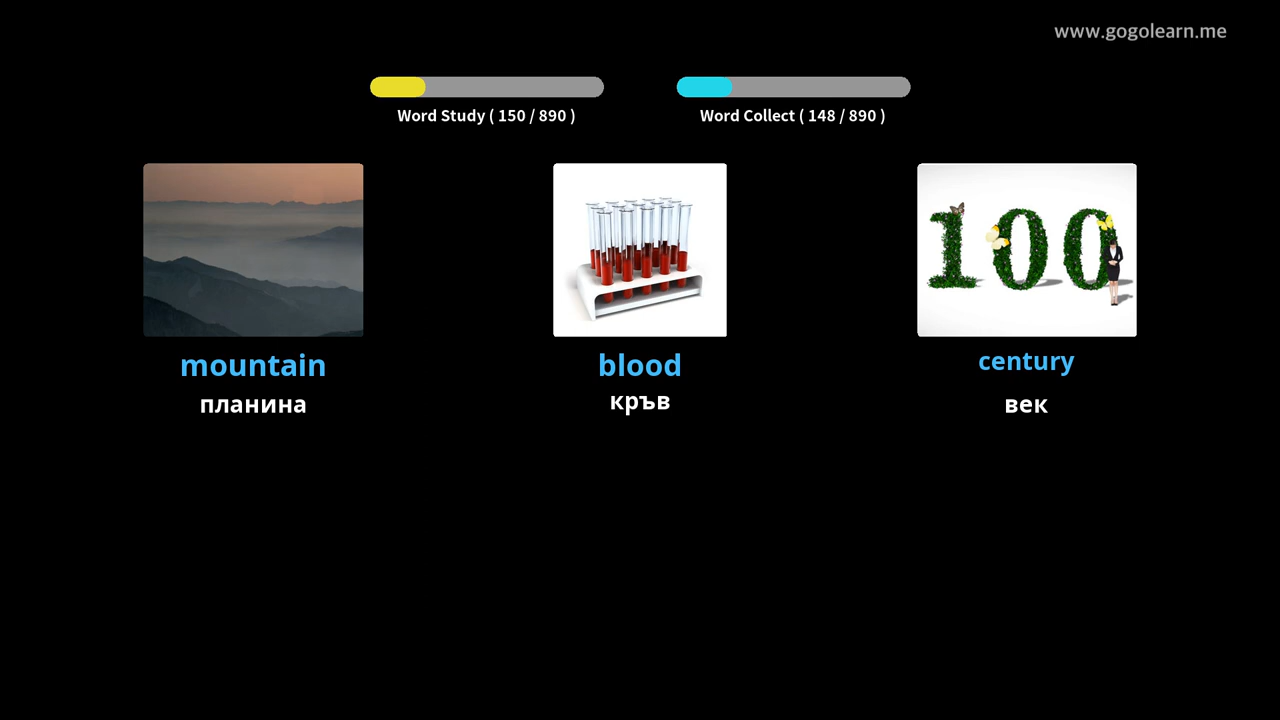 www.gogolearn.me
Word Study ( 150 / 890 )
Word Collect ( 148 / 890 )
100
mountain
планина
blood
кръв
century
век